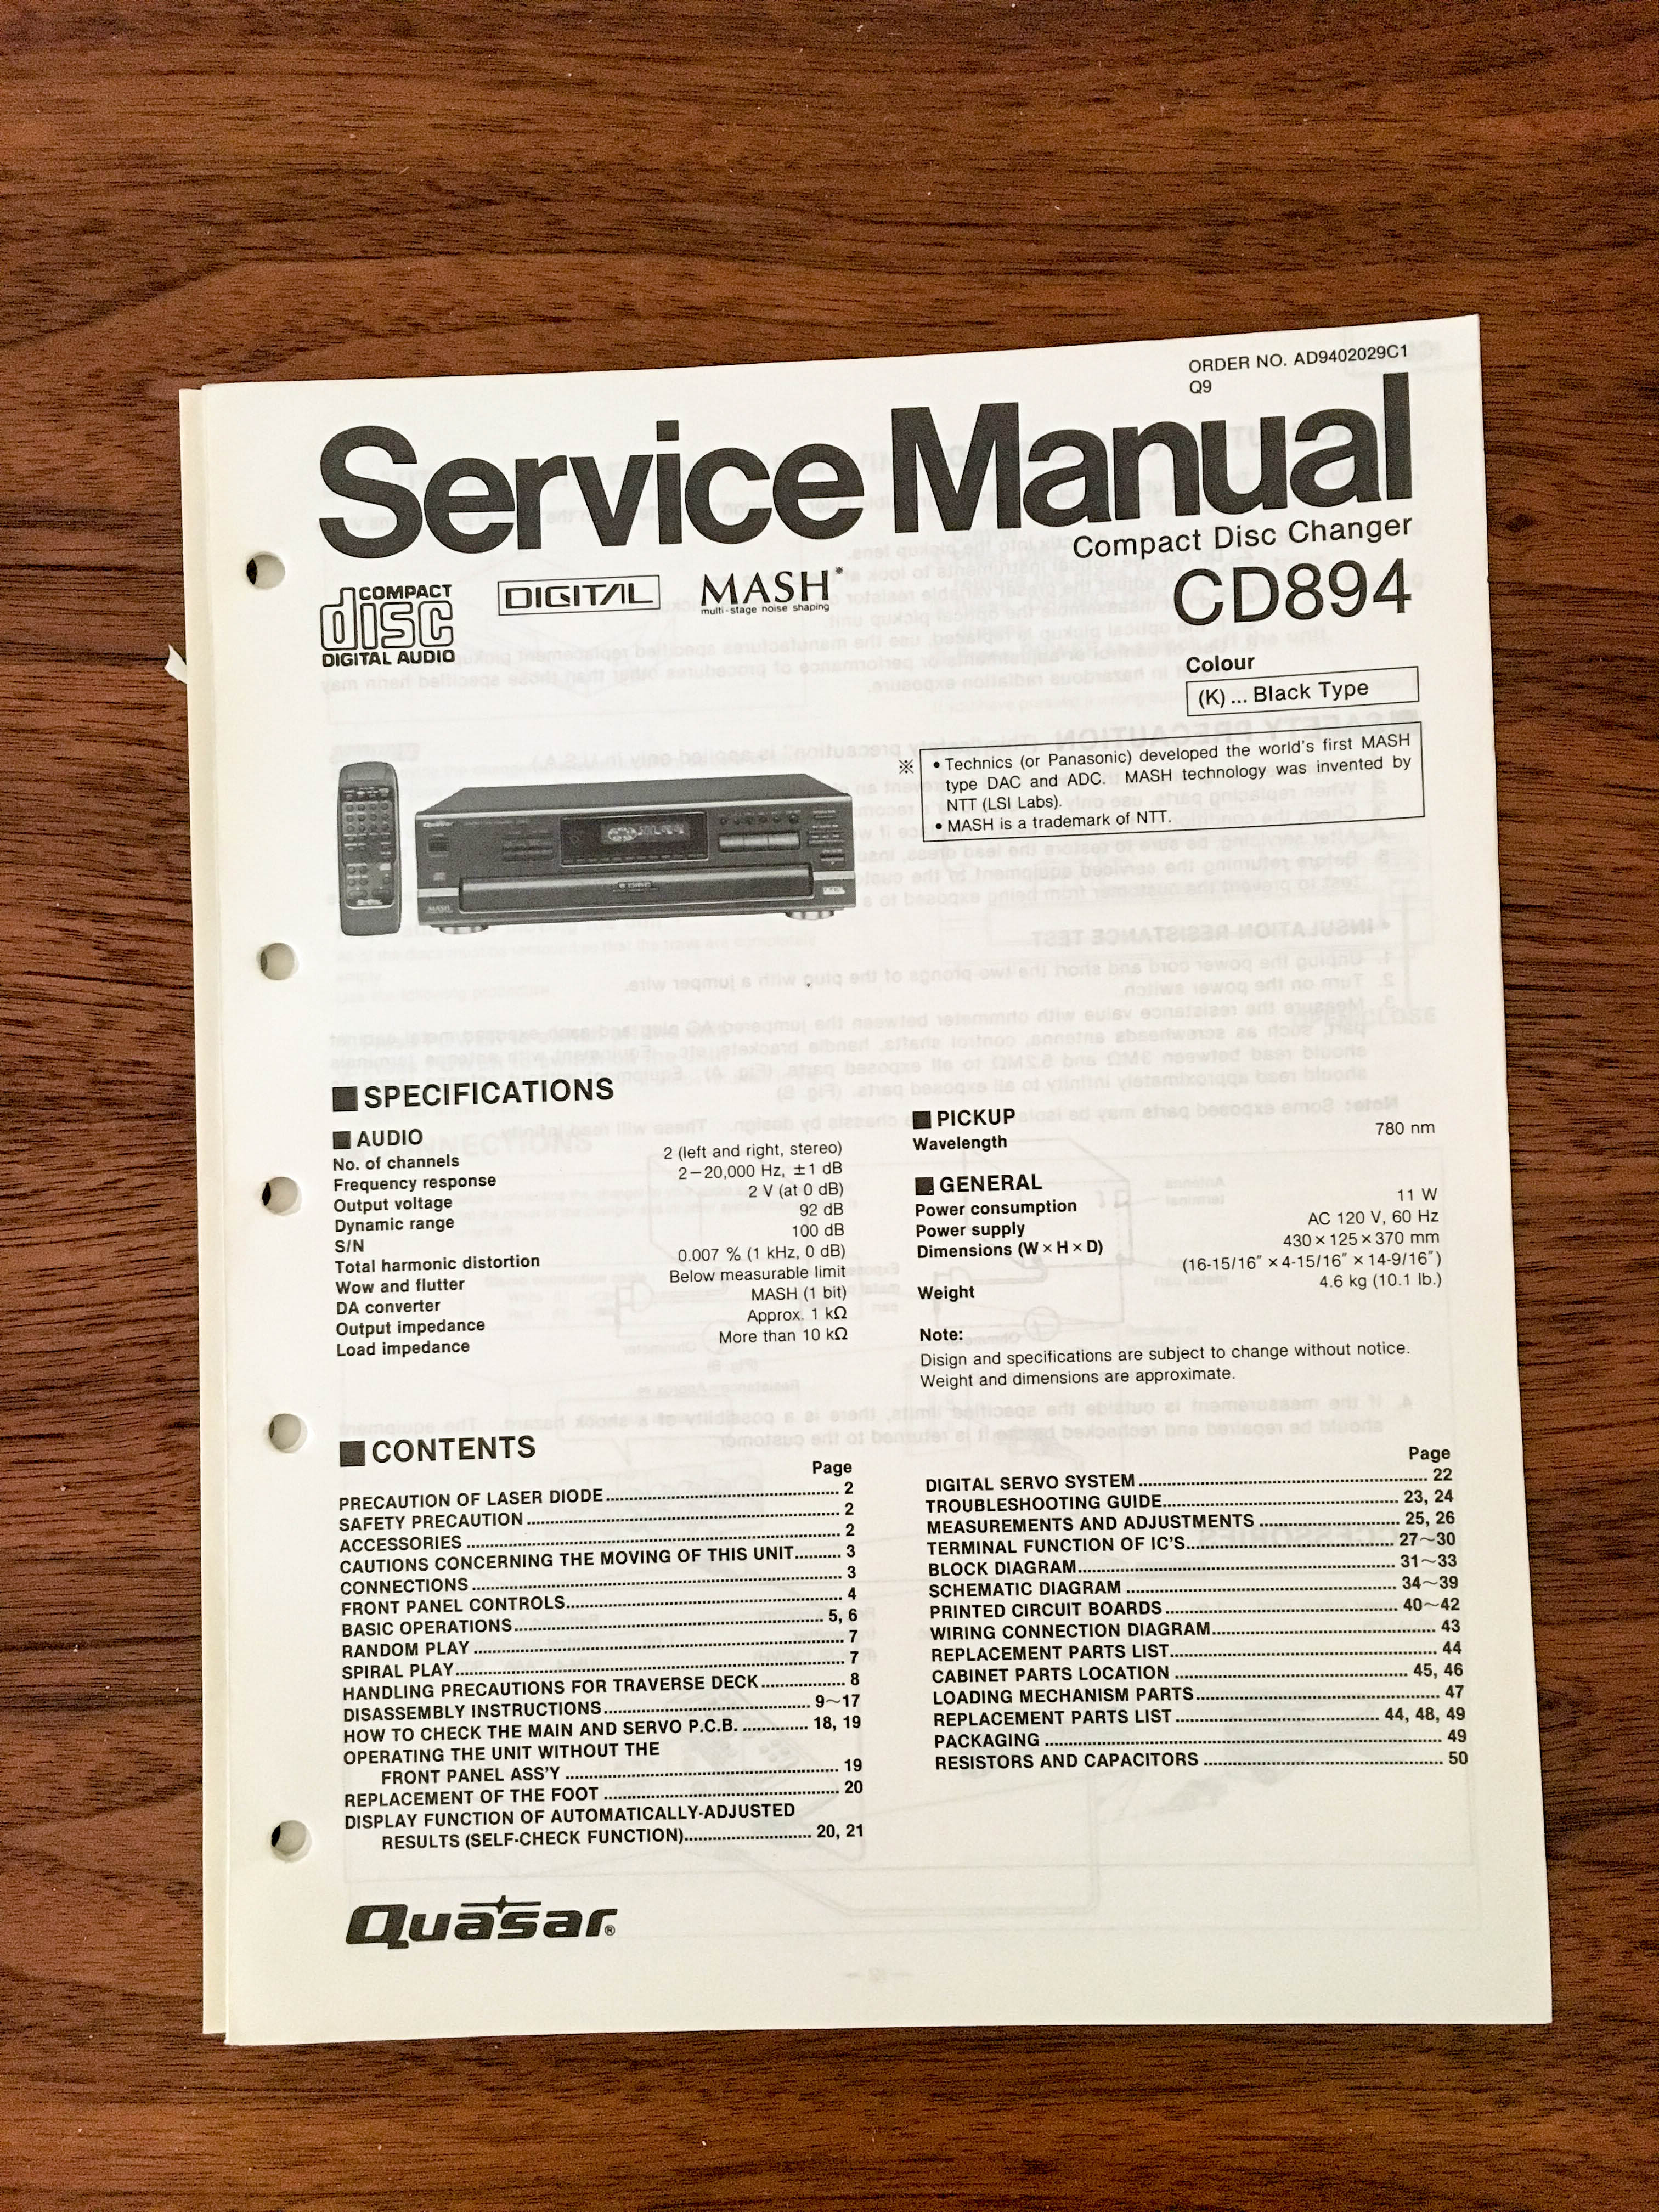 ORDER NO. AD9402029C1
Q9
Service Manual
Compact Disc Changer
CD894
COMPACT
disc
DIGITAL AUDIO
DIGITAL
MASH*
multi-stage noise shaping
Colour
(K) ... Black Type
※ • Technics (or Panasonic) developed the world's first MASH
type DAC and ADC. MASH technology was invented by
NTT (LSI Labs).
• MASH is a trademark of NTT.
Quasar
MASH
■ SPECIFICATIONS
■ AUDIO
No. of channels 2 (left and right, stereo)
Frequency response 2–20,000 Hz, ±1 dB
Output voltage 2 V (at 0 dB)
Dynamic range 92 dB
S/N 100 dB
Total harmonic distortion 0.007 % (1 kHz, 0 dB)
Wow and flutter Below measurable limit
DA converter MASH (1 bit)
Output impedance Approx. 1 kΩ
Load impedance More than 10 kΩ
■ PICKUP
Wavelength 780 nm
■ GENERAL
Power consumption 11 W
Power supply AC 120 V, 60 Hz
Dimensions (W×H×D) 430×125×370 mm
(16-15/16″×4-15/16″×14-9/16″)
Weight 4.6 kg (10.1 lb.)
Note:
Disign and specifications are subject to change without notice.
Weight and dimensions are approximate.
■ CONTENTS
Page
PRECAUTION OF LASER DIODE ... 2
SAFETY PRECAUTION ... 2
ACCESSORIES ... 2
CAUTIONS CONCERNING THE MOVING OF THIS UNIT ... 3
CONNECTIONS ... 3
FRONT PANEL CONTROLS ... 4
BASIC OPERATIONS ... 5, 6
RANDOM PLAY ... 7
SPIRAL PLAY ... 7
HANDLING PRECAUTIONS FOR TRAVERSE DECK ... 8
DISASSEMBLY INSTRUCTIONS ... 9~17
HOW TO CHECK THE MAIN AND SERVO P.C.B. ... 18, 19
OPERATING THE UNIT WITHOUT THE
FRONT PANEL ASS'Y ... 19
REPLACEMENT OF THE FOOT ... 20
DISPLAY FUNCTION OF AUTOMATICALLY-ADJUSTED
RESULTS (SELF-CHECK FUNCTION) ... 20, 21
Page
DIGITAL SERVO SYSTEM ... 22
TROUBLESHOOTING GUIDE ... 23, 24
MEASUREMENTS AND ADJUSTMENTS ... 25, 26
TERMINAL FUNCTION OF IC'S ... 27~30
BLOCK DIAGRAM ... 31~33
SCHEMATIC DIAGRAM ... 34~39
PRINTED CIRCUIT BOARDS ... 40~42
WIRING CONNECTION DIAGRAM ... 43
REPLACEMENT PARTS LIST ... 44
CABINET PARTS LOCATION ... 45, 46
LOADING MECHANISM PARTS ... 47
REPLACEMENT PARTS LIST ... 44, 48, 49
PACKAGING ... 49
RESISTORS AND CAPACITORS ... 50
Quasar®